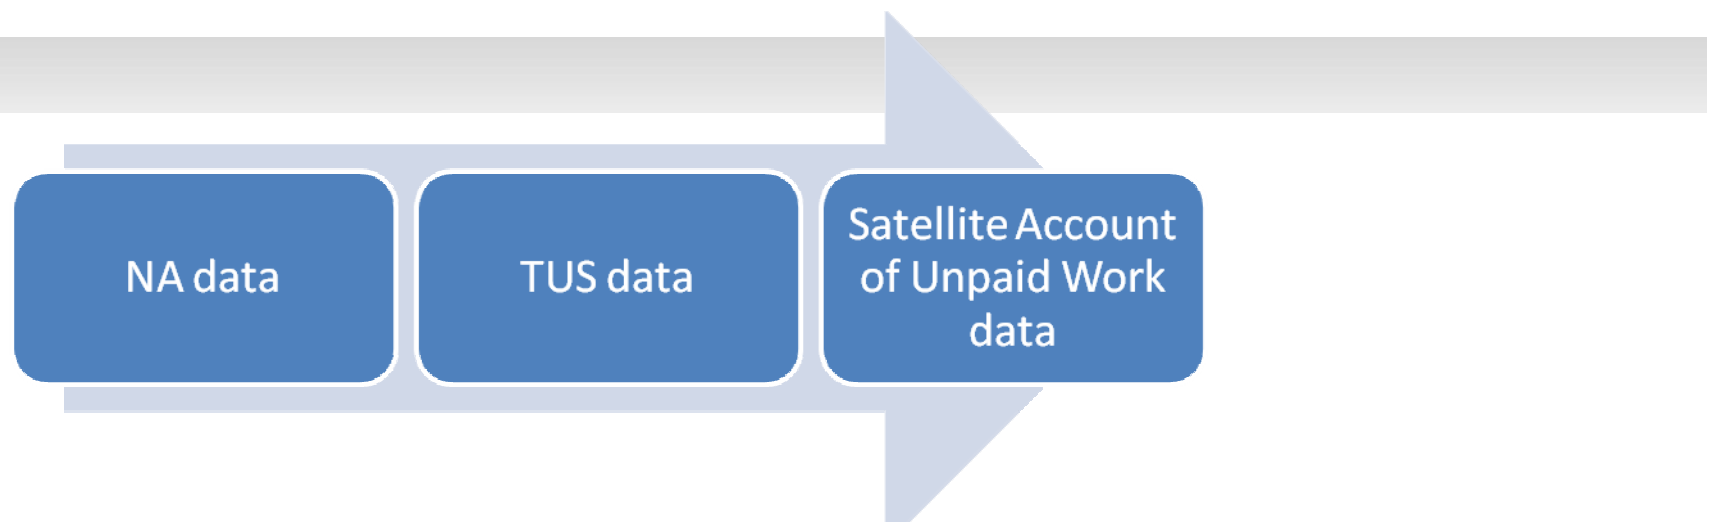 NA data
TUS data
Satellite Account
of Unpaid Work
data